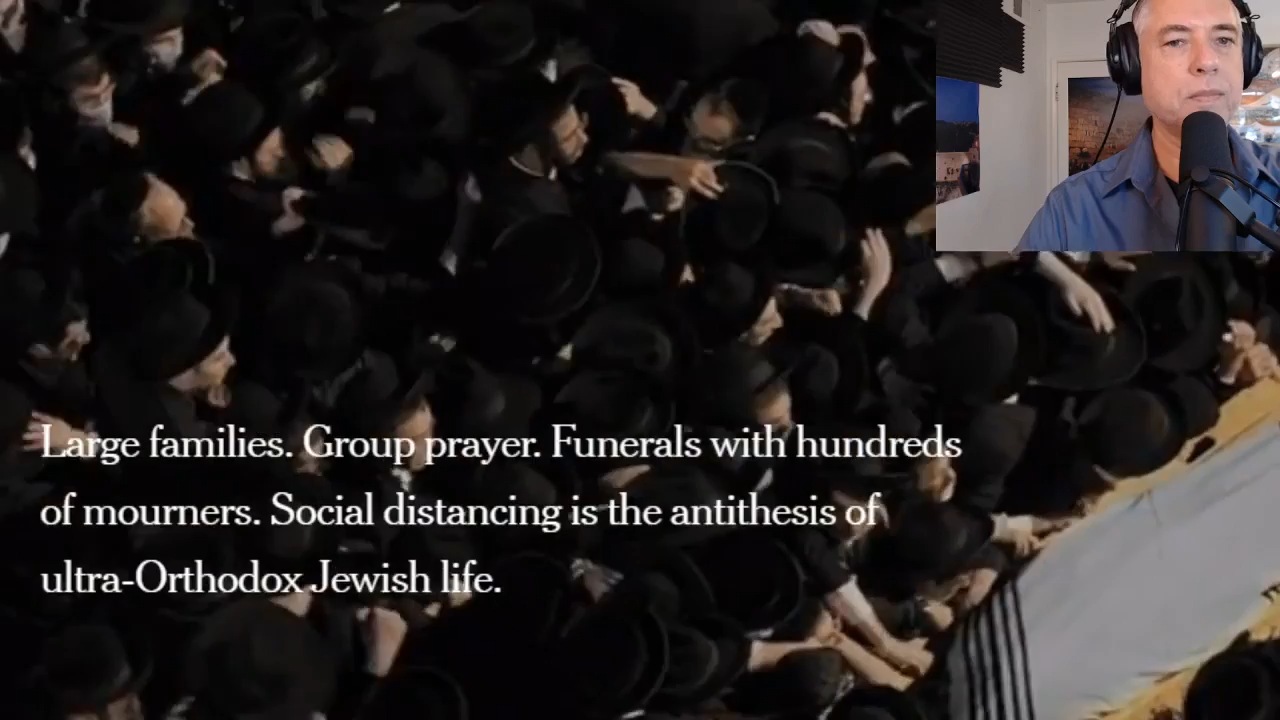 Large families. Group prayer. Funerals with hundreds
of mourners. Social distancing is the antithesis of
ultra-Orthodox Jewish life.